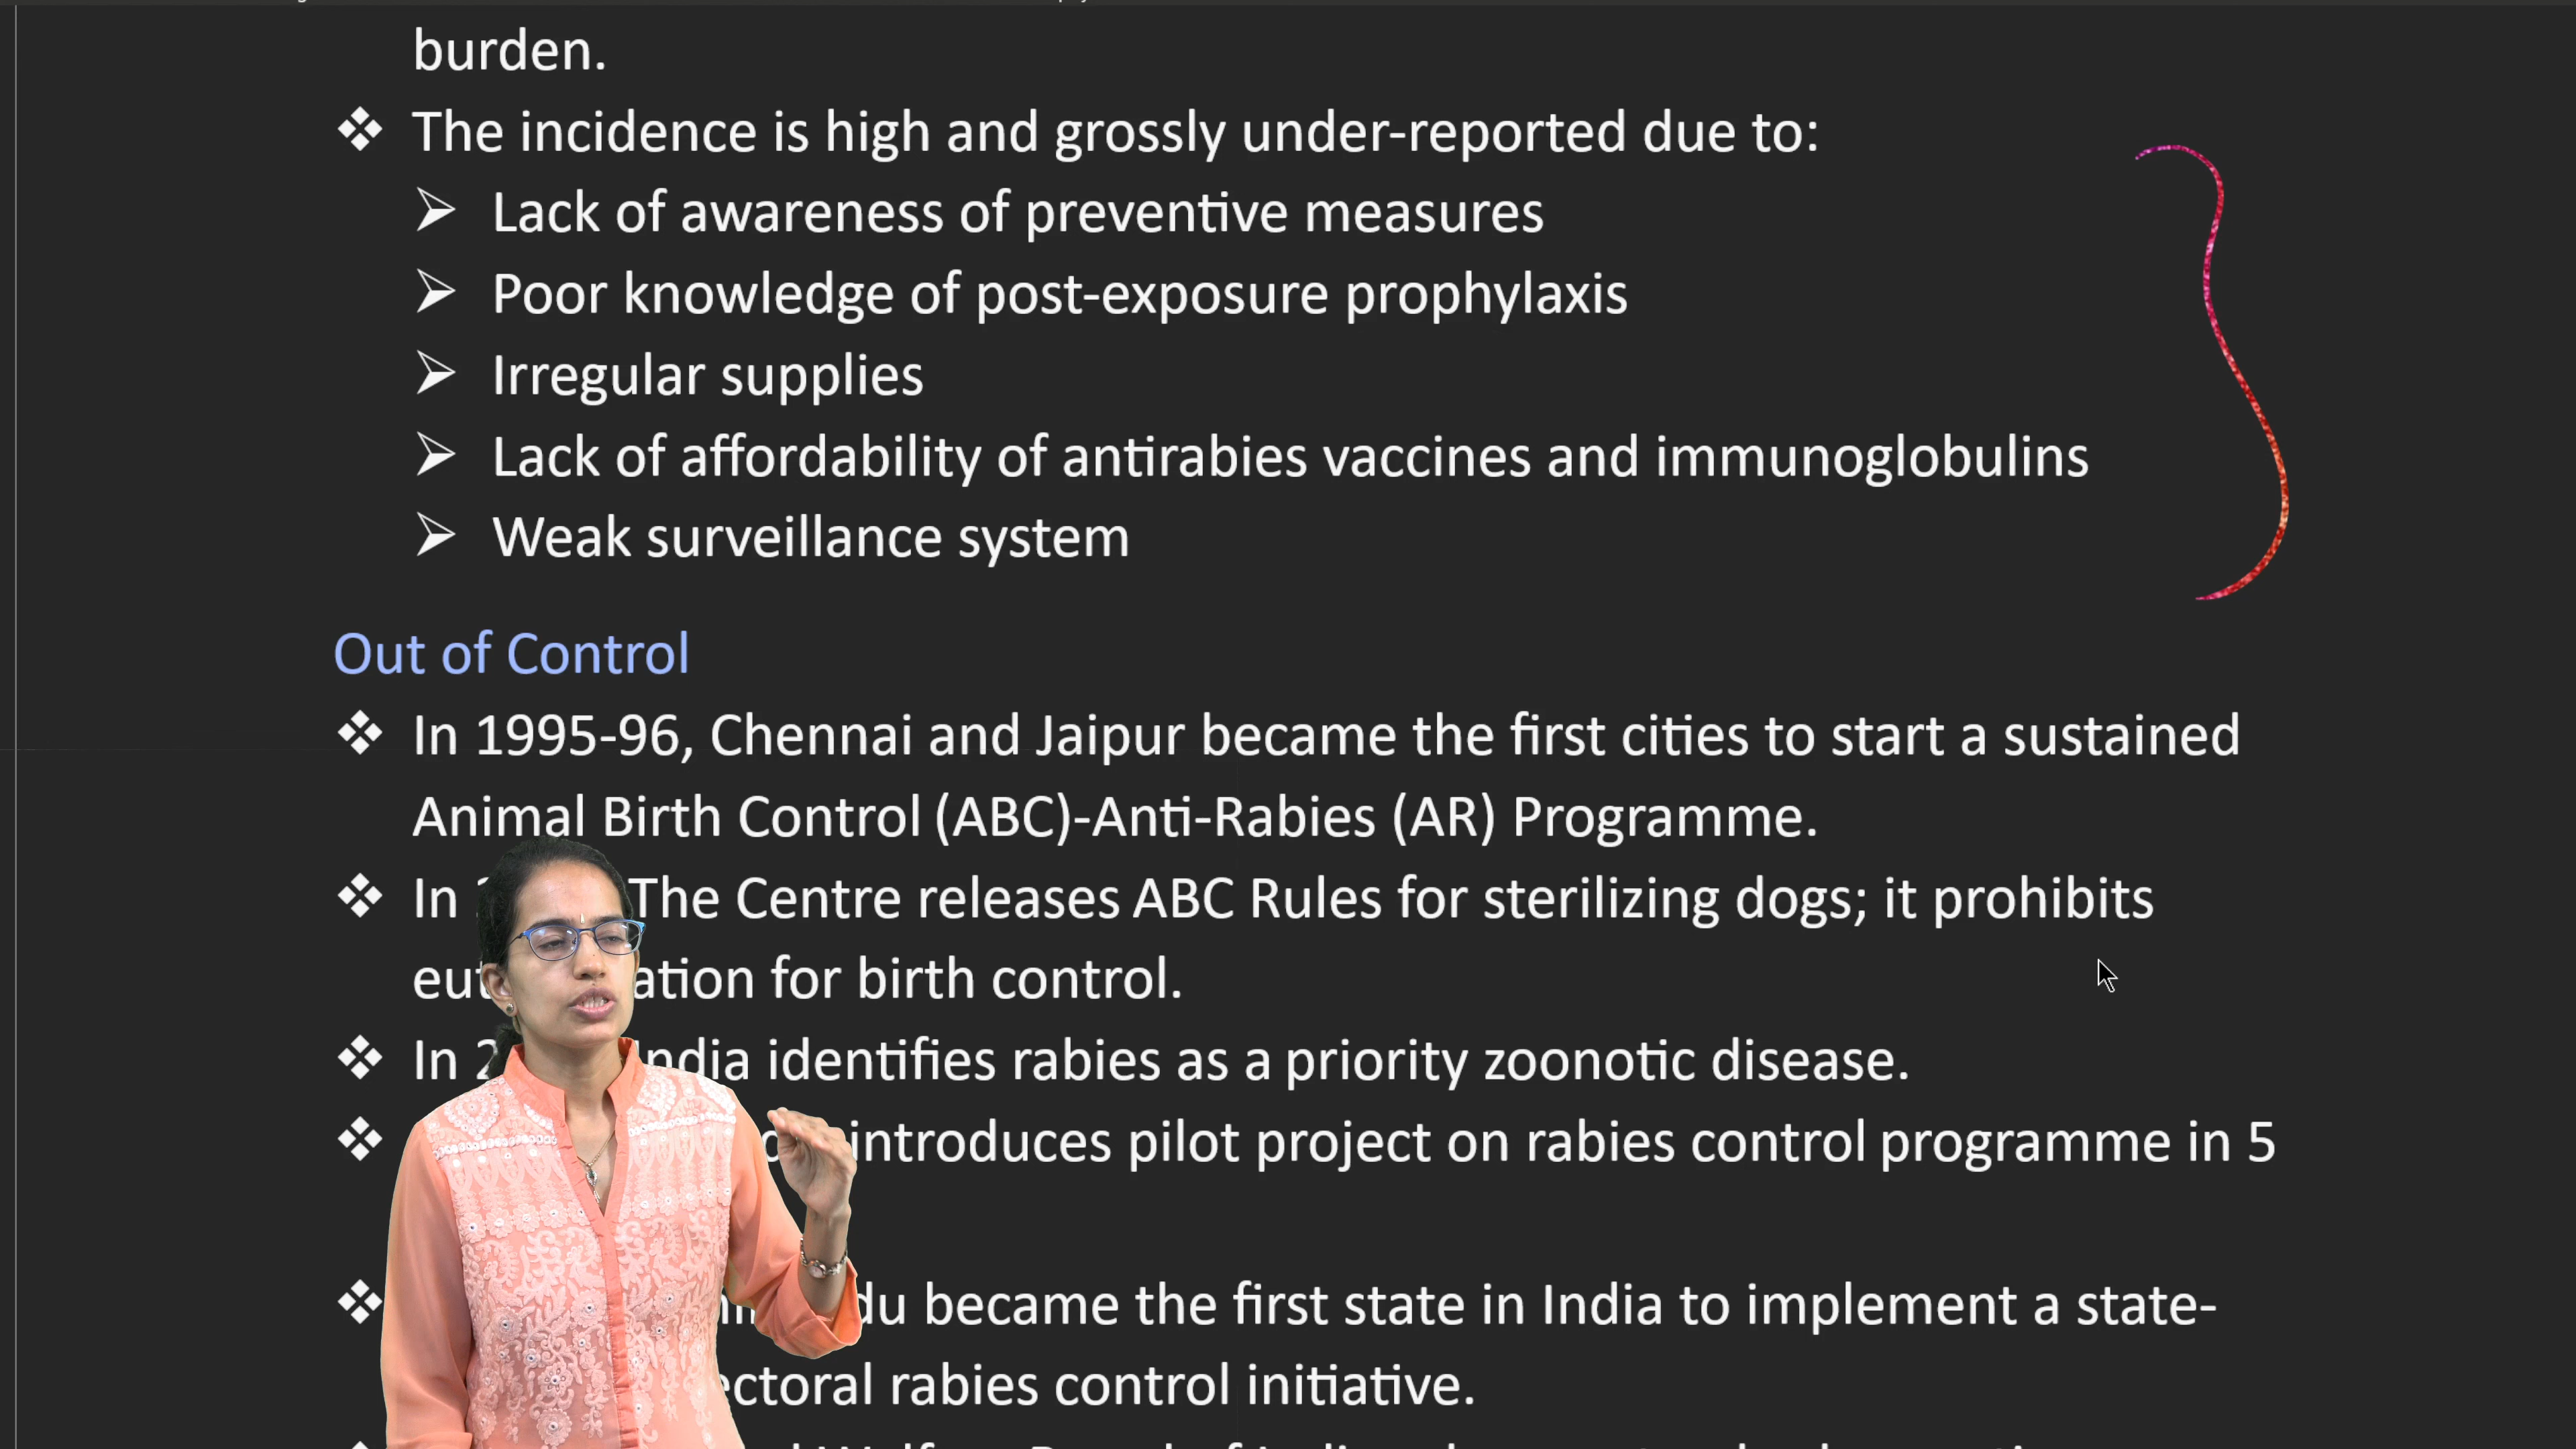 burden.
❖ The incidence is high and grossly under-reported due to:
➢ Lack of awareness of preventive measures
➢ Poor knowledge of post-exposure prophylaxis
➢ Irregular supplies
➢ Lack of affordability of antirabies vaccines and immunoglobulins
➢ Weak surveillance system
Out of Control
❖ In 1995-96, Chennai and Jaipur became the first cities to start a sustained
Animal Birth Control (ABC)-Anti-Rabies (AR) Programme.
❖ In The Centre releases ABC Rules for sterilizing dogs; it prohibits
for birth control.
❖ In India identifies rabies as a priority zoonotic disease.
❖ introduces pilot project on rabies control programme in 5
❖ became the first state in India to implement a state-
rabies control initiative.